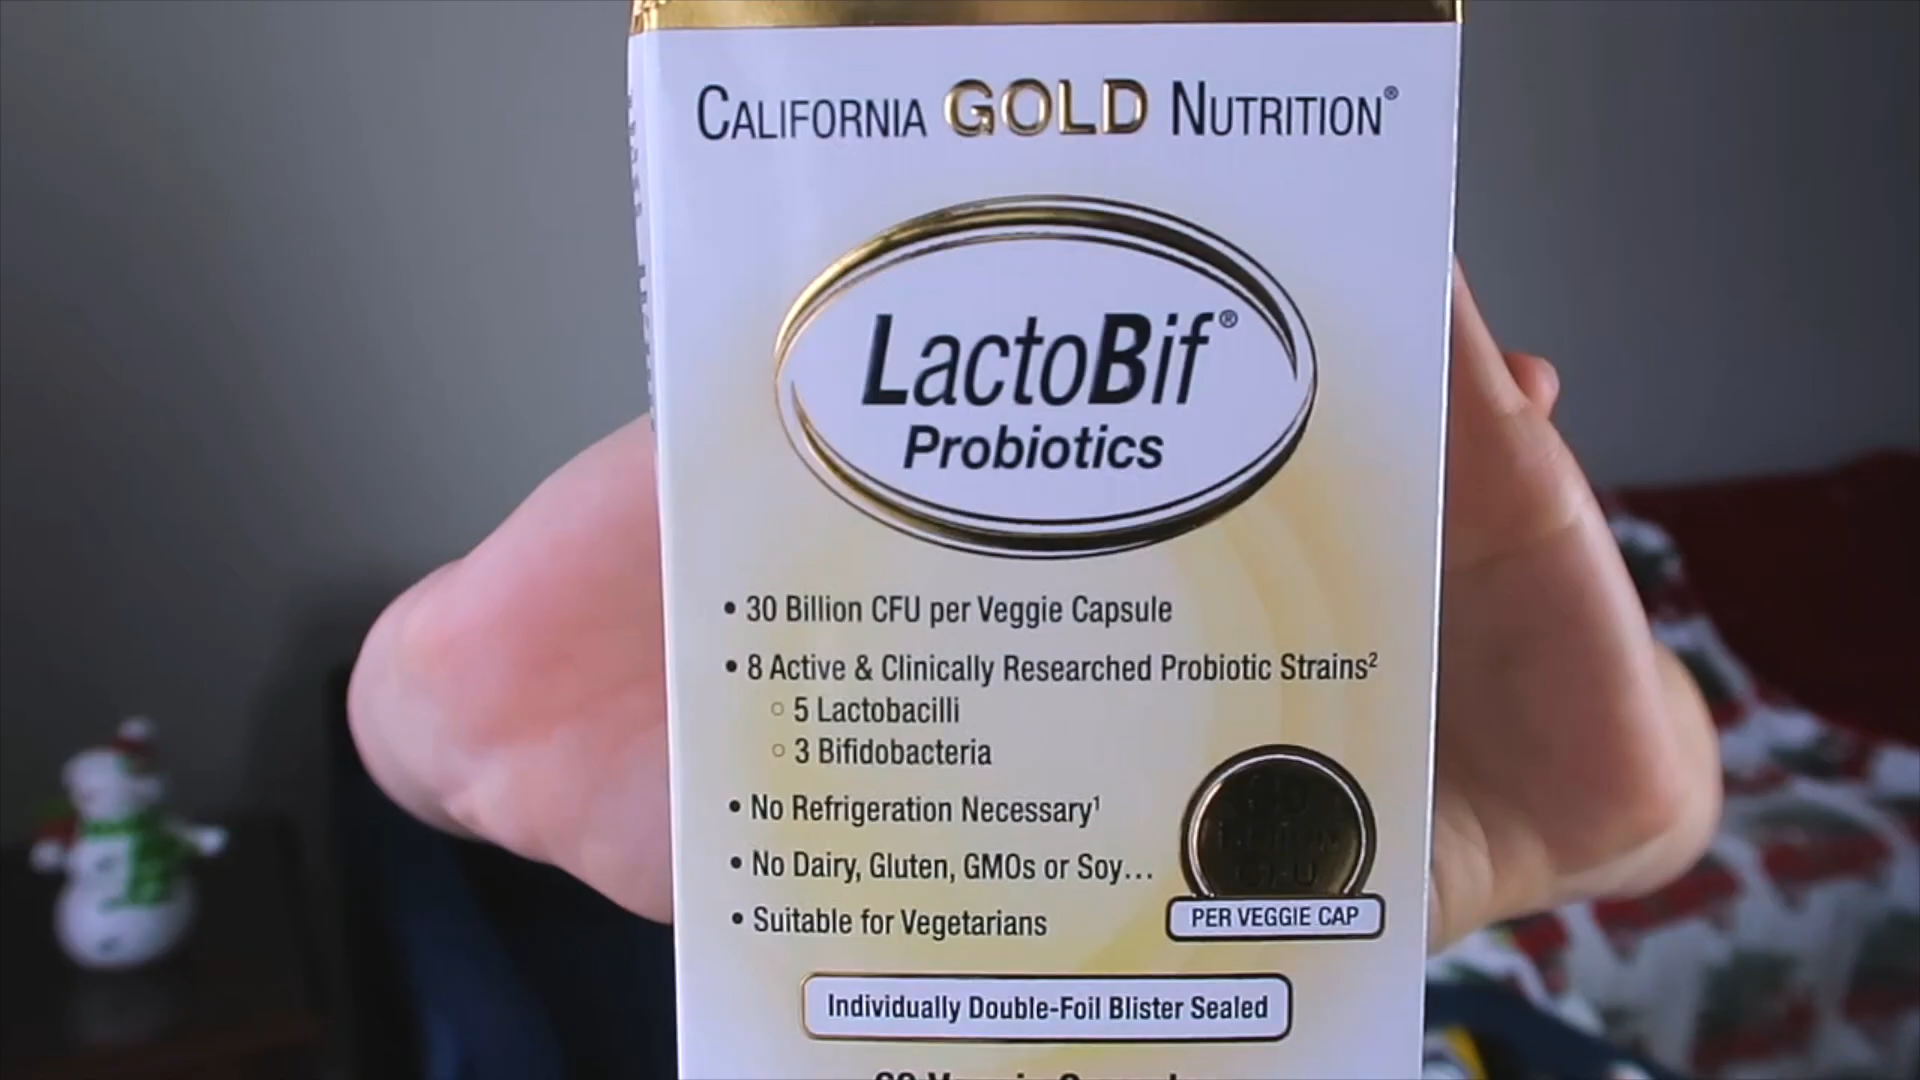 CALIFORNIA GOLD NUTRITION®
LactoBif®
Probiotics
• 30 Billion CFU per Veggie Capsule
• 8 Active & Clinically Researched Probiotic Strains²
○ 5 Lactobacilli
○ 3 Bifidobacteria
• No Refrigeration Necessary¹
• No Dairy, Gluten, GMOs or Soy...
• Suitable for Vegetarians
CFU
PER VEGGIE CAP
Individually Double-Foil Blister Sealed